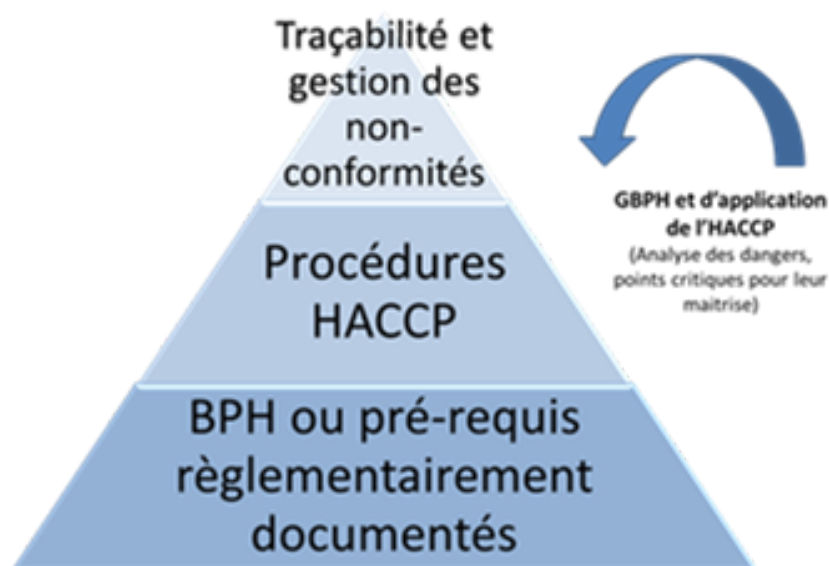 Traçabilité et
gestion des
non-
conformités
Procédures
HACCP
BPH ou pré-requis
règlementairement
documentés
GBPH et d'application
de l'HACCP
(Analyse des dangers,
points critiques pour leur
maitrise)